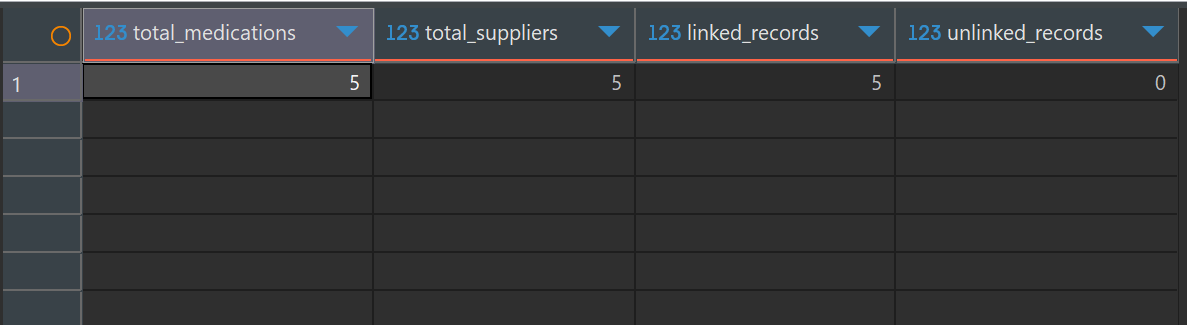 123 total_medications 123 total_suppliers 123 linked_records 123 unlinked_records
1 5 5 5 0